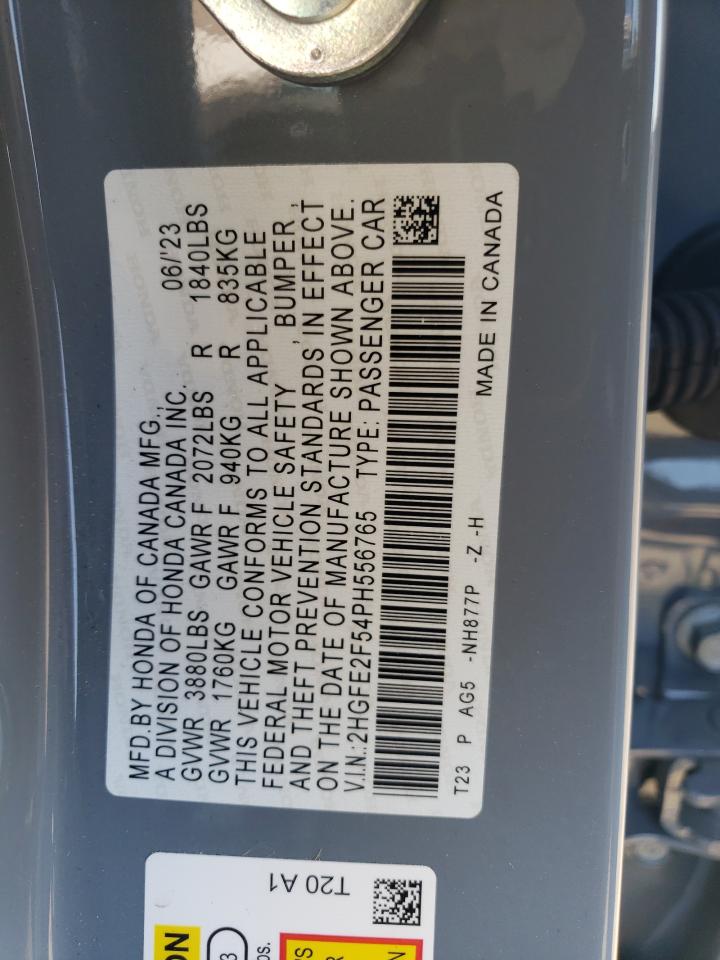 MFD.BY HONDA OF CANADA MFG.,
A DIVISION OF HONDA CANADA INC. 06/'23
GVWR 3880LBS GAWR F 2072LBS R 1840LBS
GVWR 1760KG GAWR F 940KG R 835KG
THIS VEHICLE CONFORMS TO ALL APPLICABLE
FEDERAL MOTOR VEHICLE SAFETY , BUMPER ,
AND THEFT PREVENTION STANDARDS IN EFFECT
ON THE DATE OF MANUFACTURE SHOWN ABOVE.
V.I.N.:2HGFE2F54PH556765 TYPE: PASSENGER CAR
T23 P AG5 -NH877P -Z -H MADE IN CANADA
T20 A1